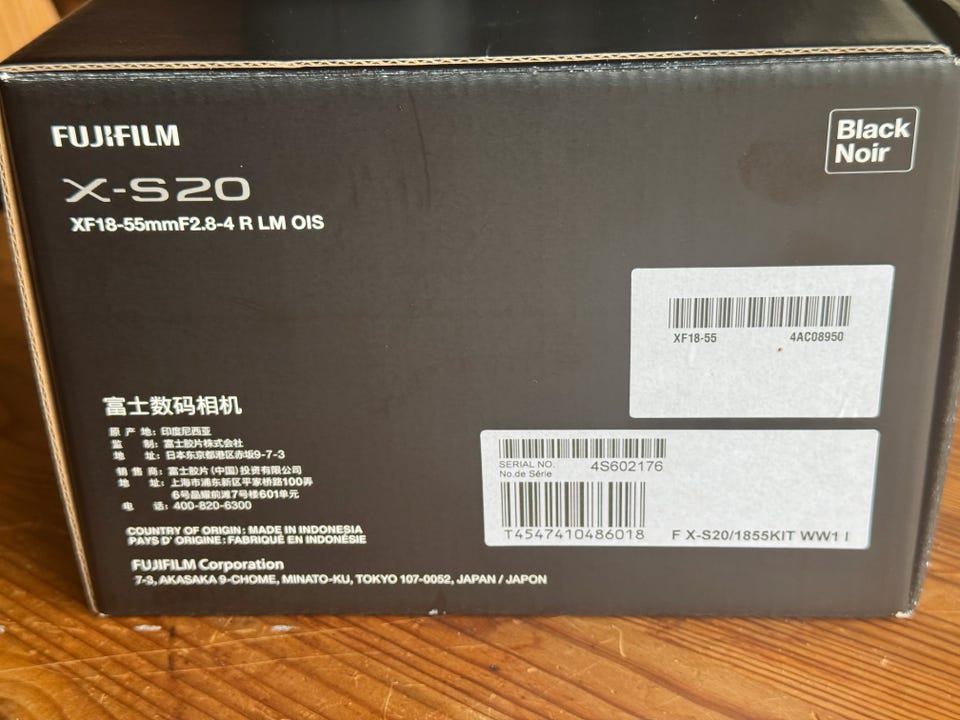 FUJIFILM
X-S20
XF18-55mmF2.8-4 R LM OIS
Black
Noir
XF18-55 4AC08950
富士数码相机
原 产 地: 印度尼西亚
监 制: 富士胶片株式会社
地 址: 日本东京都港区赤坂9-7-3
销 售 商: 富士胶片(中国)投资有限公司
地 址: 上海市浦东新区平家桥路100弄
6号晶耀前滩7号楼601单元
电 话: 400-820-6300
COUNTRY OF ORIGIN: MADE IN INDONESIA
PAYS D' ORIGINE: FABRIQUÉ EN INDONÉSIE
FUJIFILM Corporation
7-3, AKASAKA 9-CHOME, MINATO-KU, TOKYO 107-0052, JAPAN / JAPON
SERIAL NO. 4S602176
No.de Série
T4547410486018 F X-S20/1855KIT WW1 I